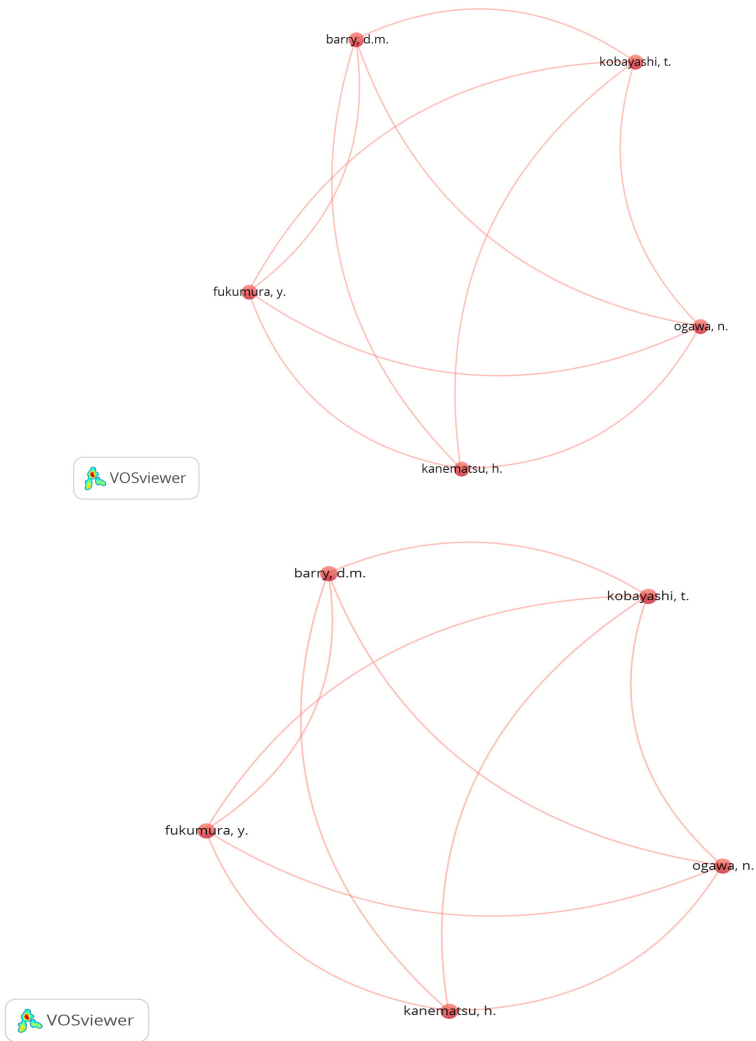 barry, d.m.
kobayashi, t.
fukumura, y.
ogawa, n.
kanematsu, h.
VOSviewer
barry, d.m.
kobayashi, t.
fukumura, y.
ogawa, n.
kanematsu, h.
VOSviewer